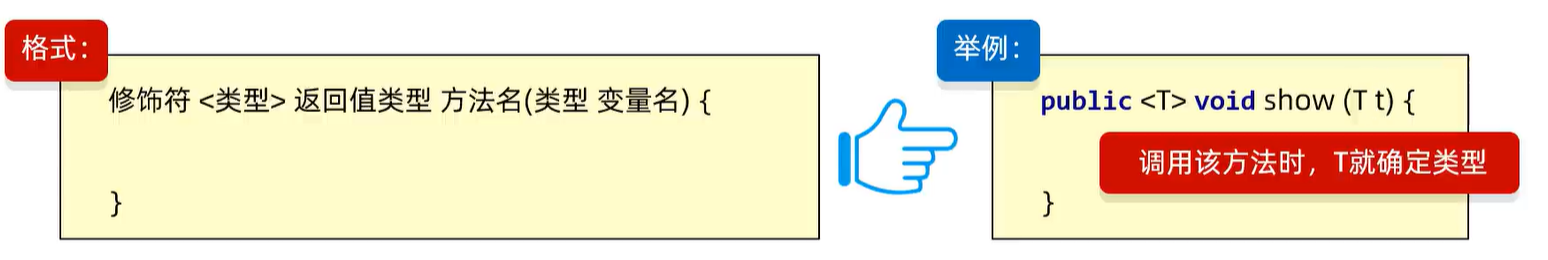 格式：
修饰符 <类型> 返回值类型 方法名(类型 变量名) {
}
举例：
public <T> void show (T t) {
调用该方法时，T就确定类型
}